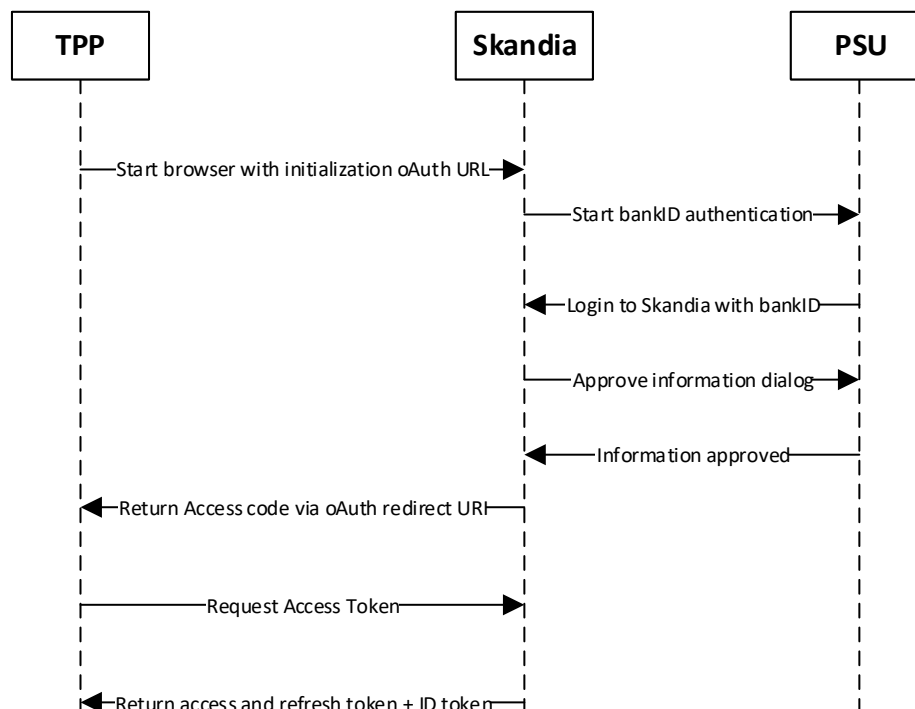 TPP
Skandia
PSU
Start browser with initialization oAuth URL
Start bankID authentication
Login to Skandia with bankID
Approve information dialog
Information approved
Return Access code via oAuth redirect URI
Request Access Token
Return access and refresh token + ID token